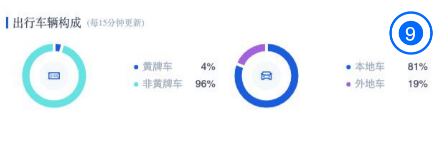 出行车辆构成 (每15分钟更新)
9
黄牌车 4%
非黄牌车 96%
本地车 81%
外地车 19%